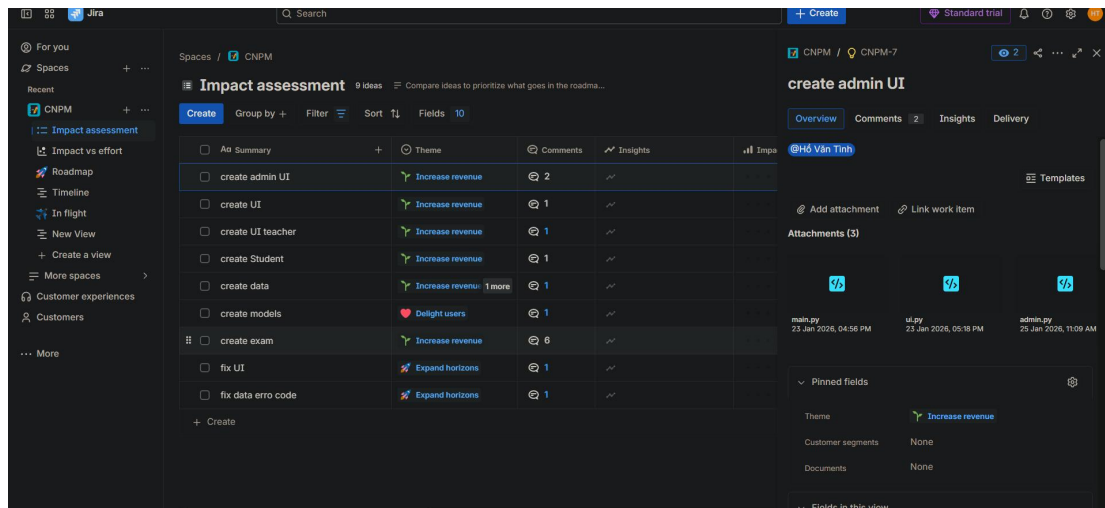 Jira
Search
+ Create
Standard trial
HT
For you
Spaces
Recent
CNPM
Impact assessment
Impact vs effort
Roadmap
Timeline
In flight
New View
+ Create a view
More spaces
Customer experiences
Customers
More
Spaces / CNPM
Impact assessment 9 ideas Compare ideas to prioritize what goes in the roadma...
Create Group by + Filter Sort Fields 10
Aa Summary + Theme Comments Insights Impa
create admin UI Increase revenue 2
create UI Increase revenue 1
create UI teacher Increase revenue 1
create Student Increase revenue 1
create data Increase revenue 1 more 1
create models Delight users 1
create exam Increase revenue 6
fix UI Expand horizons 1
fix data erro code Expand horizons 1
+ Create
CNPM / CNPM-7 2
create admin UI
Overview Comments 2 Insights Delivery
@Hồ Văn Tình
Templates
Add attachment Link work item
Attachments (3)
main.py ui.py admin.py
23 Jan 2026, 04:56 PM 23 Jan 2026, 05:18 PM 25 Jan 2026, 11:09 AM
Pinned fields
Theme Increase revenue
Customer segments None
Documents None
Fields in this view